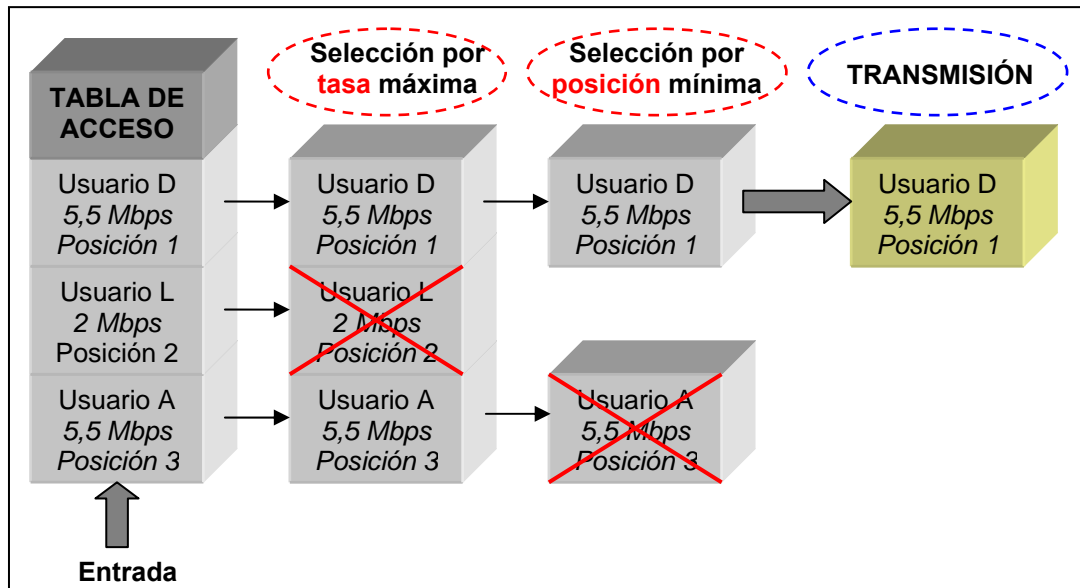 Selección por
tasa máxima
Selección por
posición mínima
TRANSMISIÓN
TABLA DE
ACCESO
Usuario D
5,5 Mbps
Posición 1
Usuario D
5,5 Mbps
Posición 1
Usuario D
5,5 Mbps
Posición 1
Usuario D
5,5 Mbps
Posición 1
Usuario L
2 Mbps
Posición 2
Usuario L
2 Mbps
Posición 2
Usuario A
5,5 Mbps
Posición 3
Usuario A
5,5 Mbps
Posición 3
Usuario A
5,5 Mbps
Posición 3
Entrada